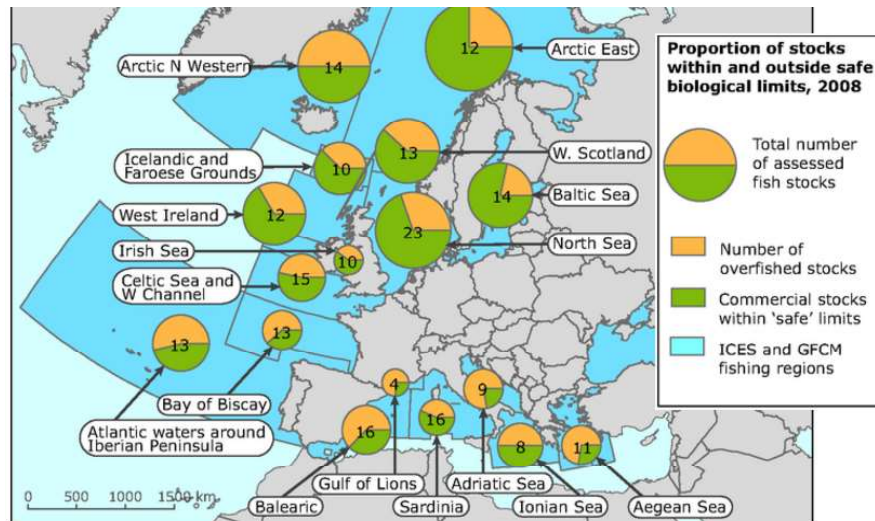 12
Arctic East
14
Arctic N Western
Proportion of stocks
within and outside safe
biological limits, 2008
Total number
of assessed
fish stocks
Number of
overfished stocks
Commercial stocks
within ‘safe’ limits
ICES and GFCM
fishing regions
Icelandic and
Faroese Grounds
10
13
W. Scotland
West Ireland
12
14
Baltic Sea
Irish Sea
10
23
North Sea
Celtic Sea and
W Channel
15
13
13
Bay of Biscay
Atlantic waters around
Iberian Peninsula
4
9
16
16
8
11
Gulf of Lions
Adriatic Sea
Balearic
Sardinia
Ionian Sea
Aegean Sea
0
500
1000
1500 km